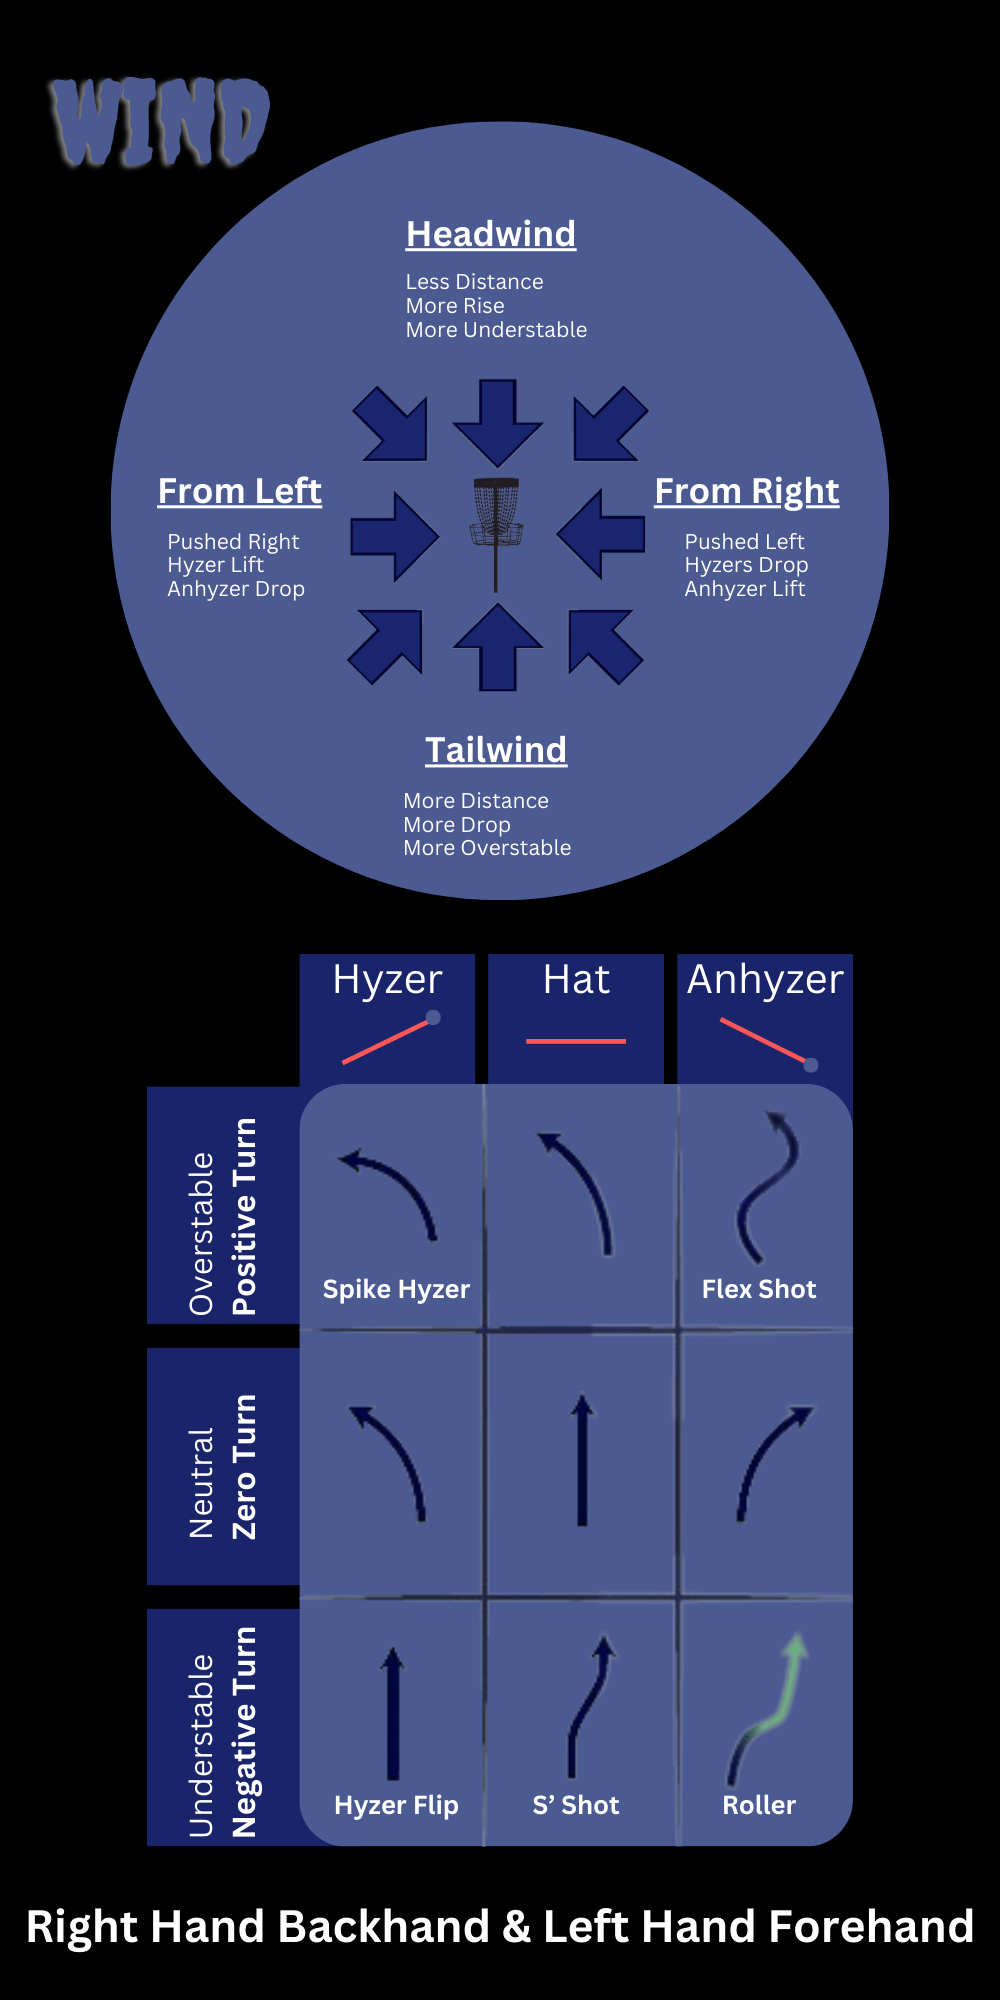 WIND
Headwind
Less Distance
More Rise
More Understable
From Left
Pushed Right
Hyzer Lift
Anhyzer Drop
From Right
Pushed Left
Hyzers Drop
Anhyzer Lift
Tailwind
More Distance
More Drop
More Overstable
Hyzer
Hat
Anhyzer
Overstable
Positive Turn
Spike Hyzer
Flex Shot
Neutral
Zero Turn
Understable
Negative Turn
Hyzer Flip
S’ Shot
Roller
Right Hand Backhand & Left Hand Forehand